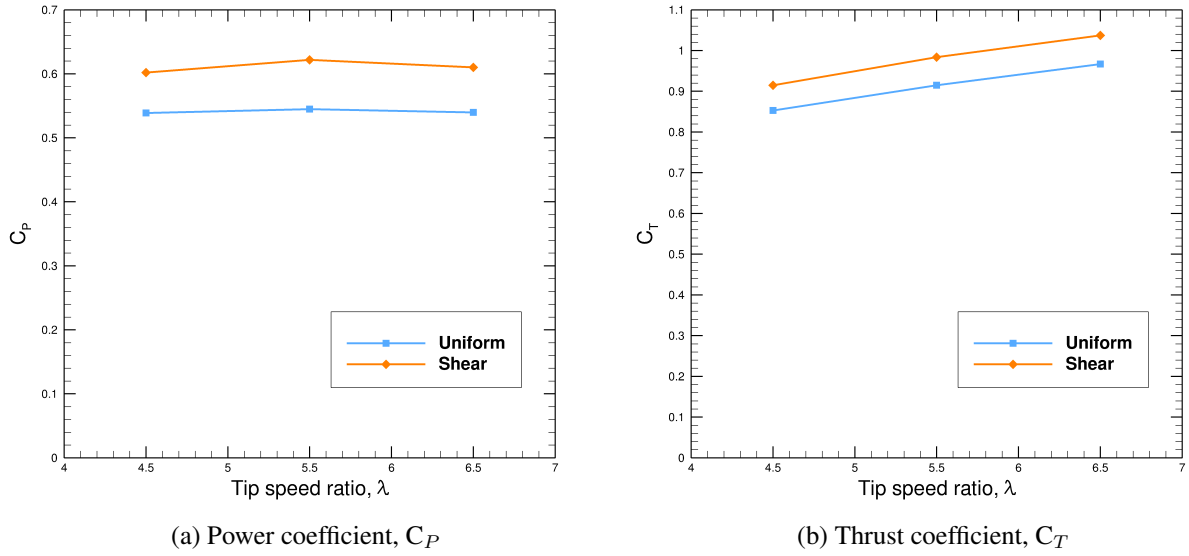 0.7
0.6
0.5
0.4
0.3
0.2
0.1
0
C_P
4 4.5 5 5.5 6 6.5 7
Tip speed ratio, λ
Uniform
Shear
(a) Power coefficient, C_P
1.1
1
0.9
0.8
0.7
0.6
0.5
0.4
0.3
0.2
0.1
0
C_T
4 4.5 5 5.5 6 6.5 7
Tip speed ratio, λ
Uniform
Shear
(b) Thrust coefficient, C_T